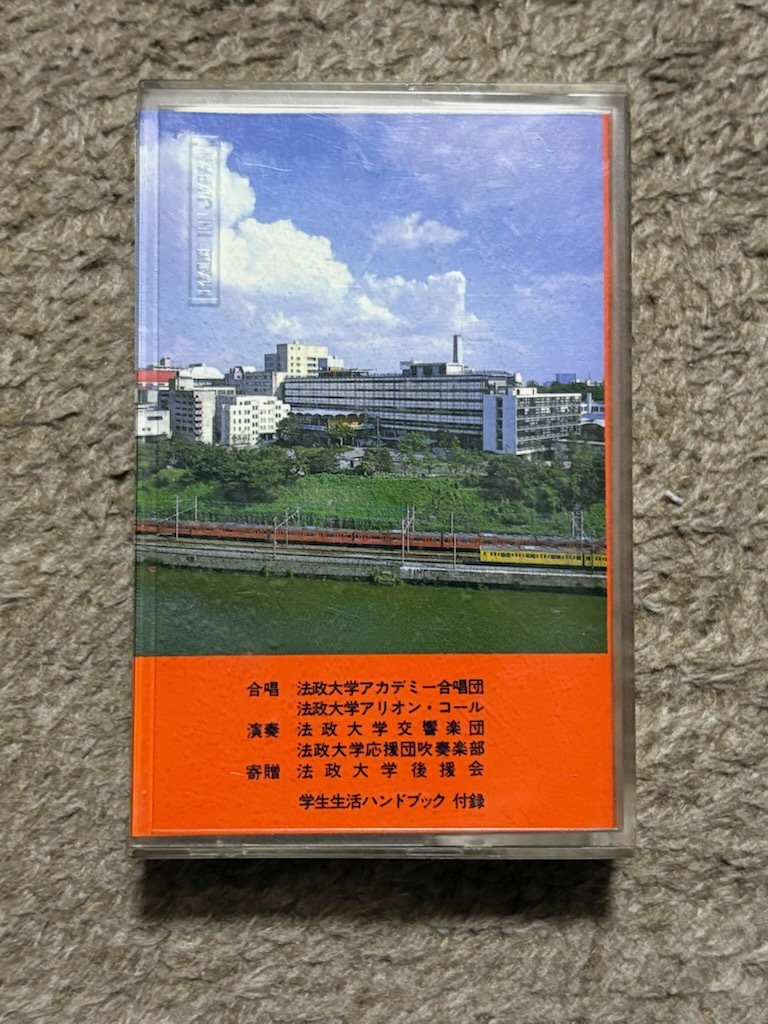 合唱 法政大学アカデミー合唱団
法政大学アリオン・コール
演奏 法政大学交響楽団
法政大学応援団吹奏楽部
寄贈 法政大学後援会
学生生活ハンドブック 付録